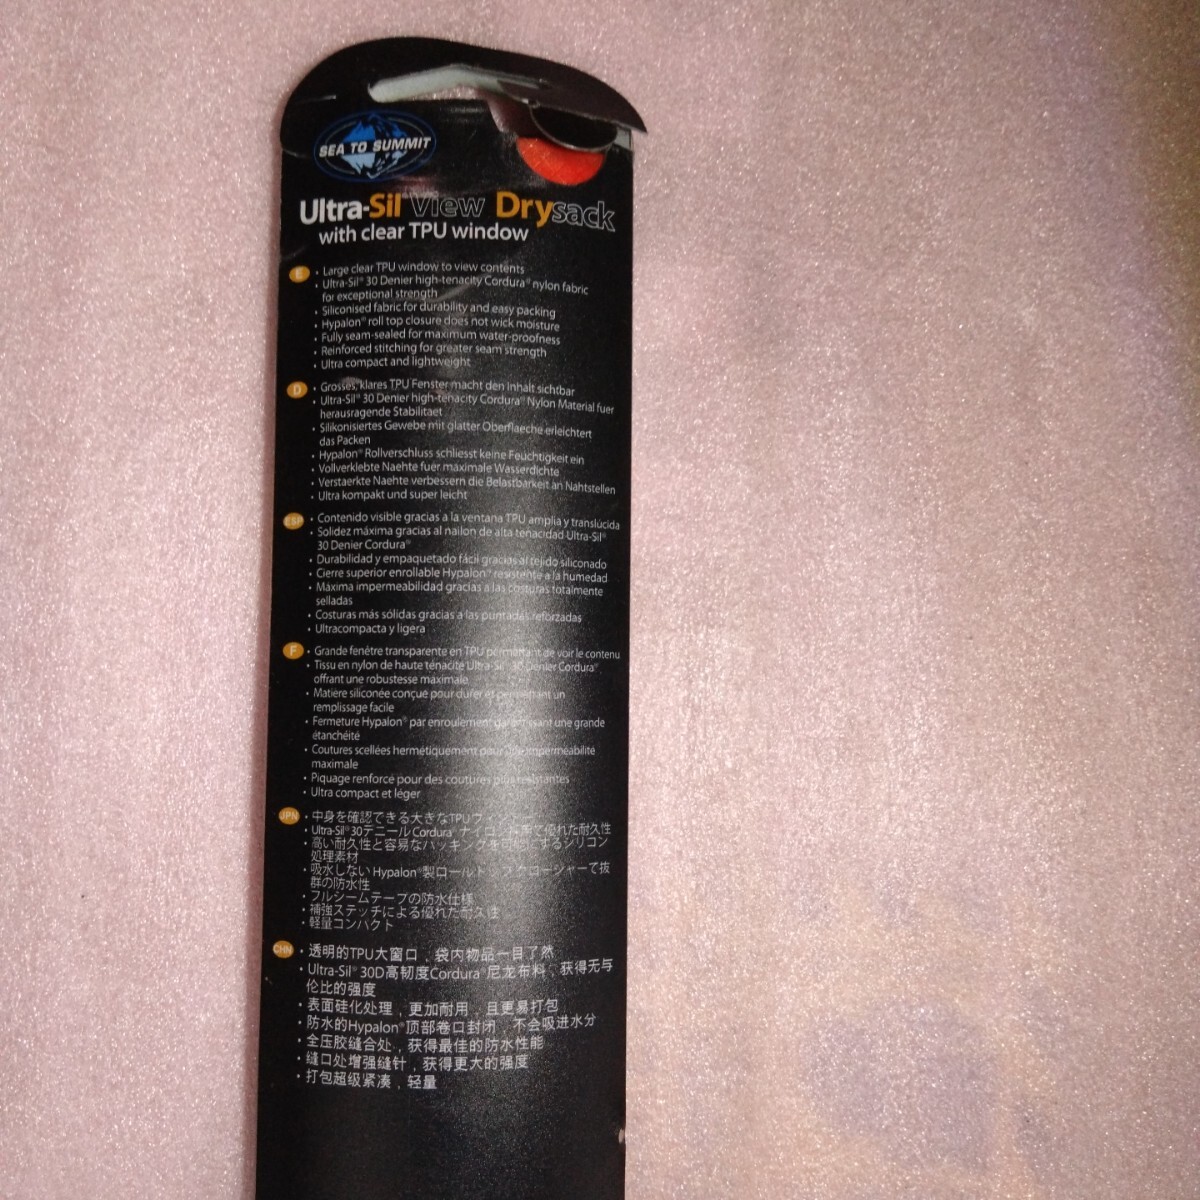 SEA TO SUMMIT
Ultra-Sil® View Drysack
with clear TPU window
E
• Large clear TPU window to view contents
• Ultra-Sil® 30 Denier high-tenacity Cordura® nylon fabric
for exceptional strength
• Siliconised fabric for durability and easy packing
• Hypalon® roll top closure does not wick moisture
• Fully seam-sealed for maximum water-proofness
• Reinforced stitching for greater seam strength
• Ultra compact and lightweight
D
• Grosses, klares TPU Fenster macht den Inhalt sichtbar
• Ultra-Sil® 30 Denier high-tenacity Cordura® Nylon Material fuer
herausragende Stabilitaet
• Silikonisiertes Gewebe mit glatter Oberflaeche erleichtert
das Packen
• Hypalon® Rollverschluss schliesst keine Feuchtigkeit ein
• Vollverklebte Naehte fuer maximale Wasserdichte
• Verstaerkte Naehte verbessern die Belastbarkeit an Nahtstellen
• Ultra kompakt und super leicht
ESP
• Contenido visible gracias a la ventana TPU amplia y translúcida
• Solidez máxima gracias al nailon de alta tenacidad Ultra-Sil®
30 Denier Cordura®
• Durabilidad y empaquetado fácil gracias al tejido siliconado
• Cierre superior enrollable Hypalon® resistente a la humedad
• Máxima impermeabilidad gracias a las costuras totalmente
selladas
• Costuras más sólidas gracias a las puntadas reforzadas
• Ultracompacta y ligera
F
• Grande fenêtre transparente en TPU permettant de voir le contenu
• Tissu en nylon de haute ténacité Ultra-Sil® 30 Denier Cordura®
offrant une robustesse maximale
• Matière siliconée conçue pour durer et permettant un
remplissage facile
• Fermeture Hypalon® par enroulement garantissant une grande
étanchéité
• Coutures scellées hermétiquement pour une imperméabilité
maximale
• Piquage renforcé pour des coutures plus résistantes
• Ultra compact et léger
JPN
• 中身を確認できる大きなTPU
• Ultra-Sil® 30デニール Cordura® ナイロン 優れた耐久性
• 高い耐久性と容易なパッキングを可能にするシリコン
処理素材
• 吸水しない Hypalon®製ロールトップクロージャーで抜
群の防水性
• フルシームテープの防水仕様
• 補強ステッチによる優れた耐久性
• 軽量コンパクト
CHN
• 透明的TPU大窗口，袋内物品一目了然
• Ultra-Sil® 30D高韧度Cordura®尼龙布料，获得无与
伦比的强度
• 表面硅化处理，更加耐用，且更易打包
• 防水的Hypalon®顶部卷口封闭，不会吸进水分
• 全压胶缝合处，获得最佳的防水性能
• 缝口处增强缝针，获得更大的强度
• 打包超级紧凑，轻量